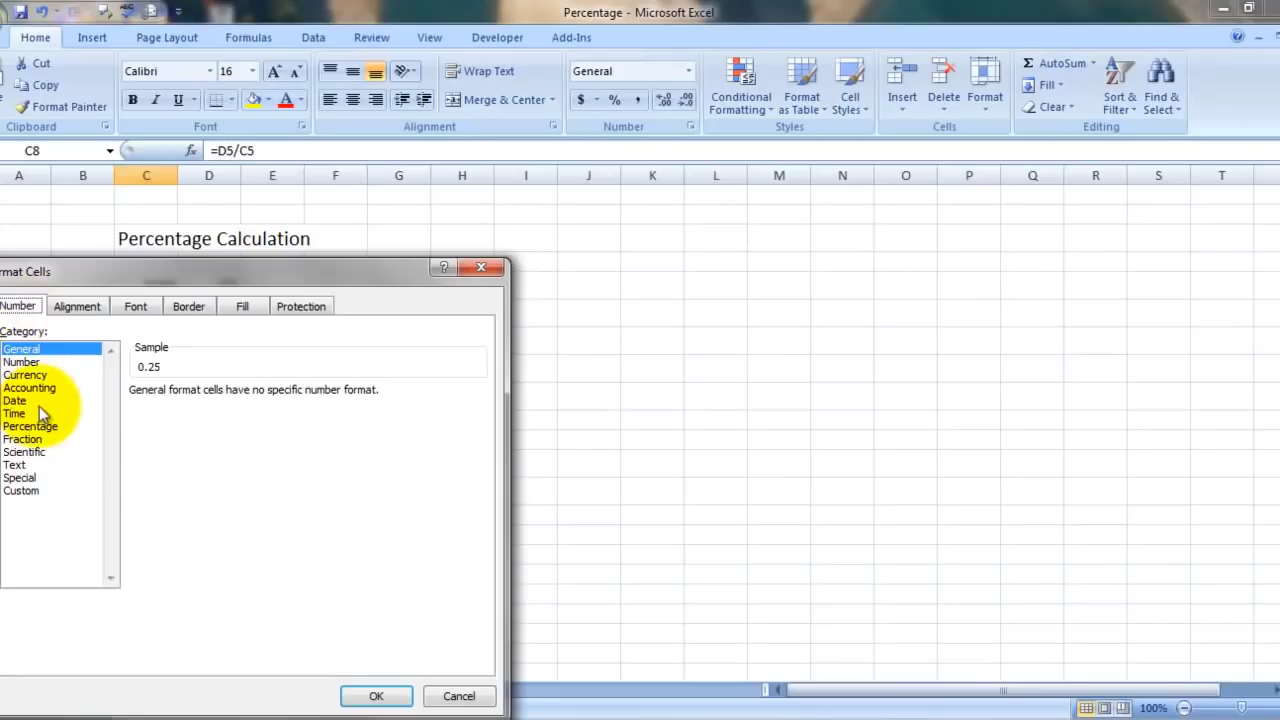 Percentage - Microsoft Excel
Home Insert Page Layout Formulas Data Review View Developer Add-Ins
Cut
Copy
Format Painter
Clipboard
Calibri 16
B I U
Font
Wrap Text
Merge & Center
Alignment
General
$ % ,
Number
Conditional Formatting
Format as Table
Cell Styles
Styles
Insert Delete Format
Cells
Σ AutoSum
Fill
Clear
Sort & Filter
Find & Select
Editing
C8 fx =D5/C5
A B C D E F G H I J K L M N O P Q R S T
Percentage Calculation
rmat Cells
Number Alignment Font Border Fill Protection
Category:
General
Number
Currency
Accounting
Date
Time
Percentage
Fraction
Scientific
Text
Special
Custom
Sample
0.25
General format cells have no specific number format.
OK Cancel
100%